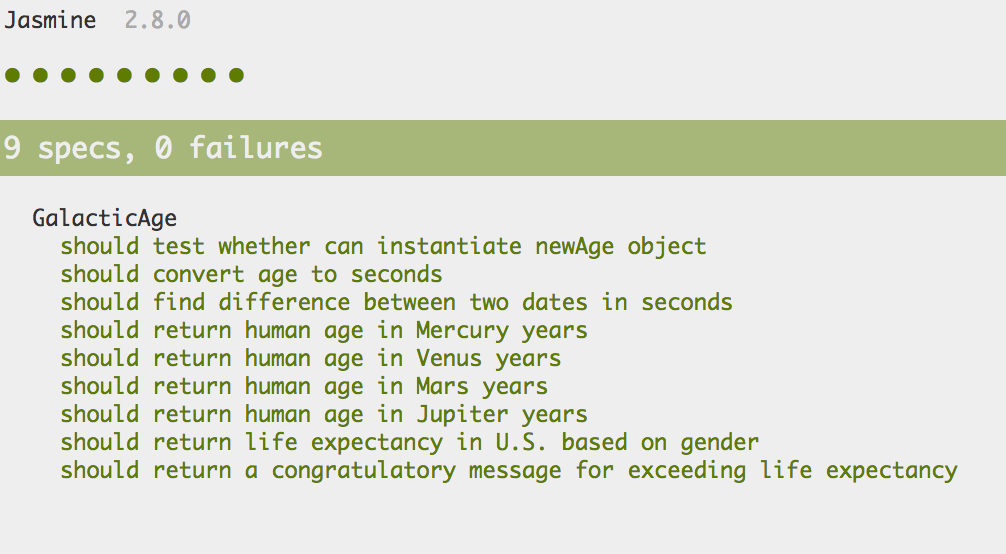 Jasmine 2.8.0
9 specs, 0 failures
GalacticAge
should test whether can instantiate newAge object
should convert age to seconds
should find difference between two dates in seconds
should return human age in Mercury years
should return human age in Venus years
should return human age in Mars years
should return human age in Jupiter years
should return life expectancy in U.S. based on gender
should return a congratulatory message for exceeding life expectancy